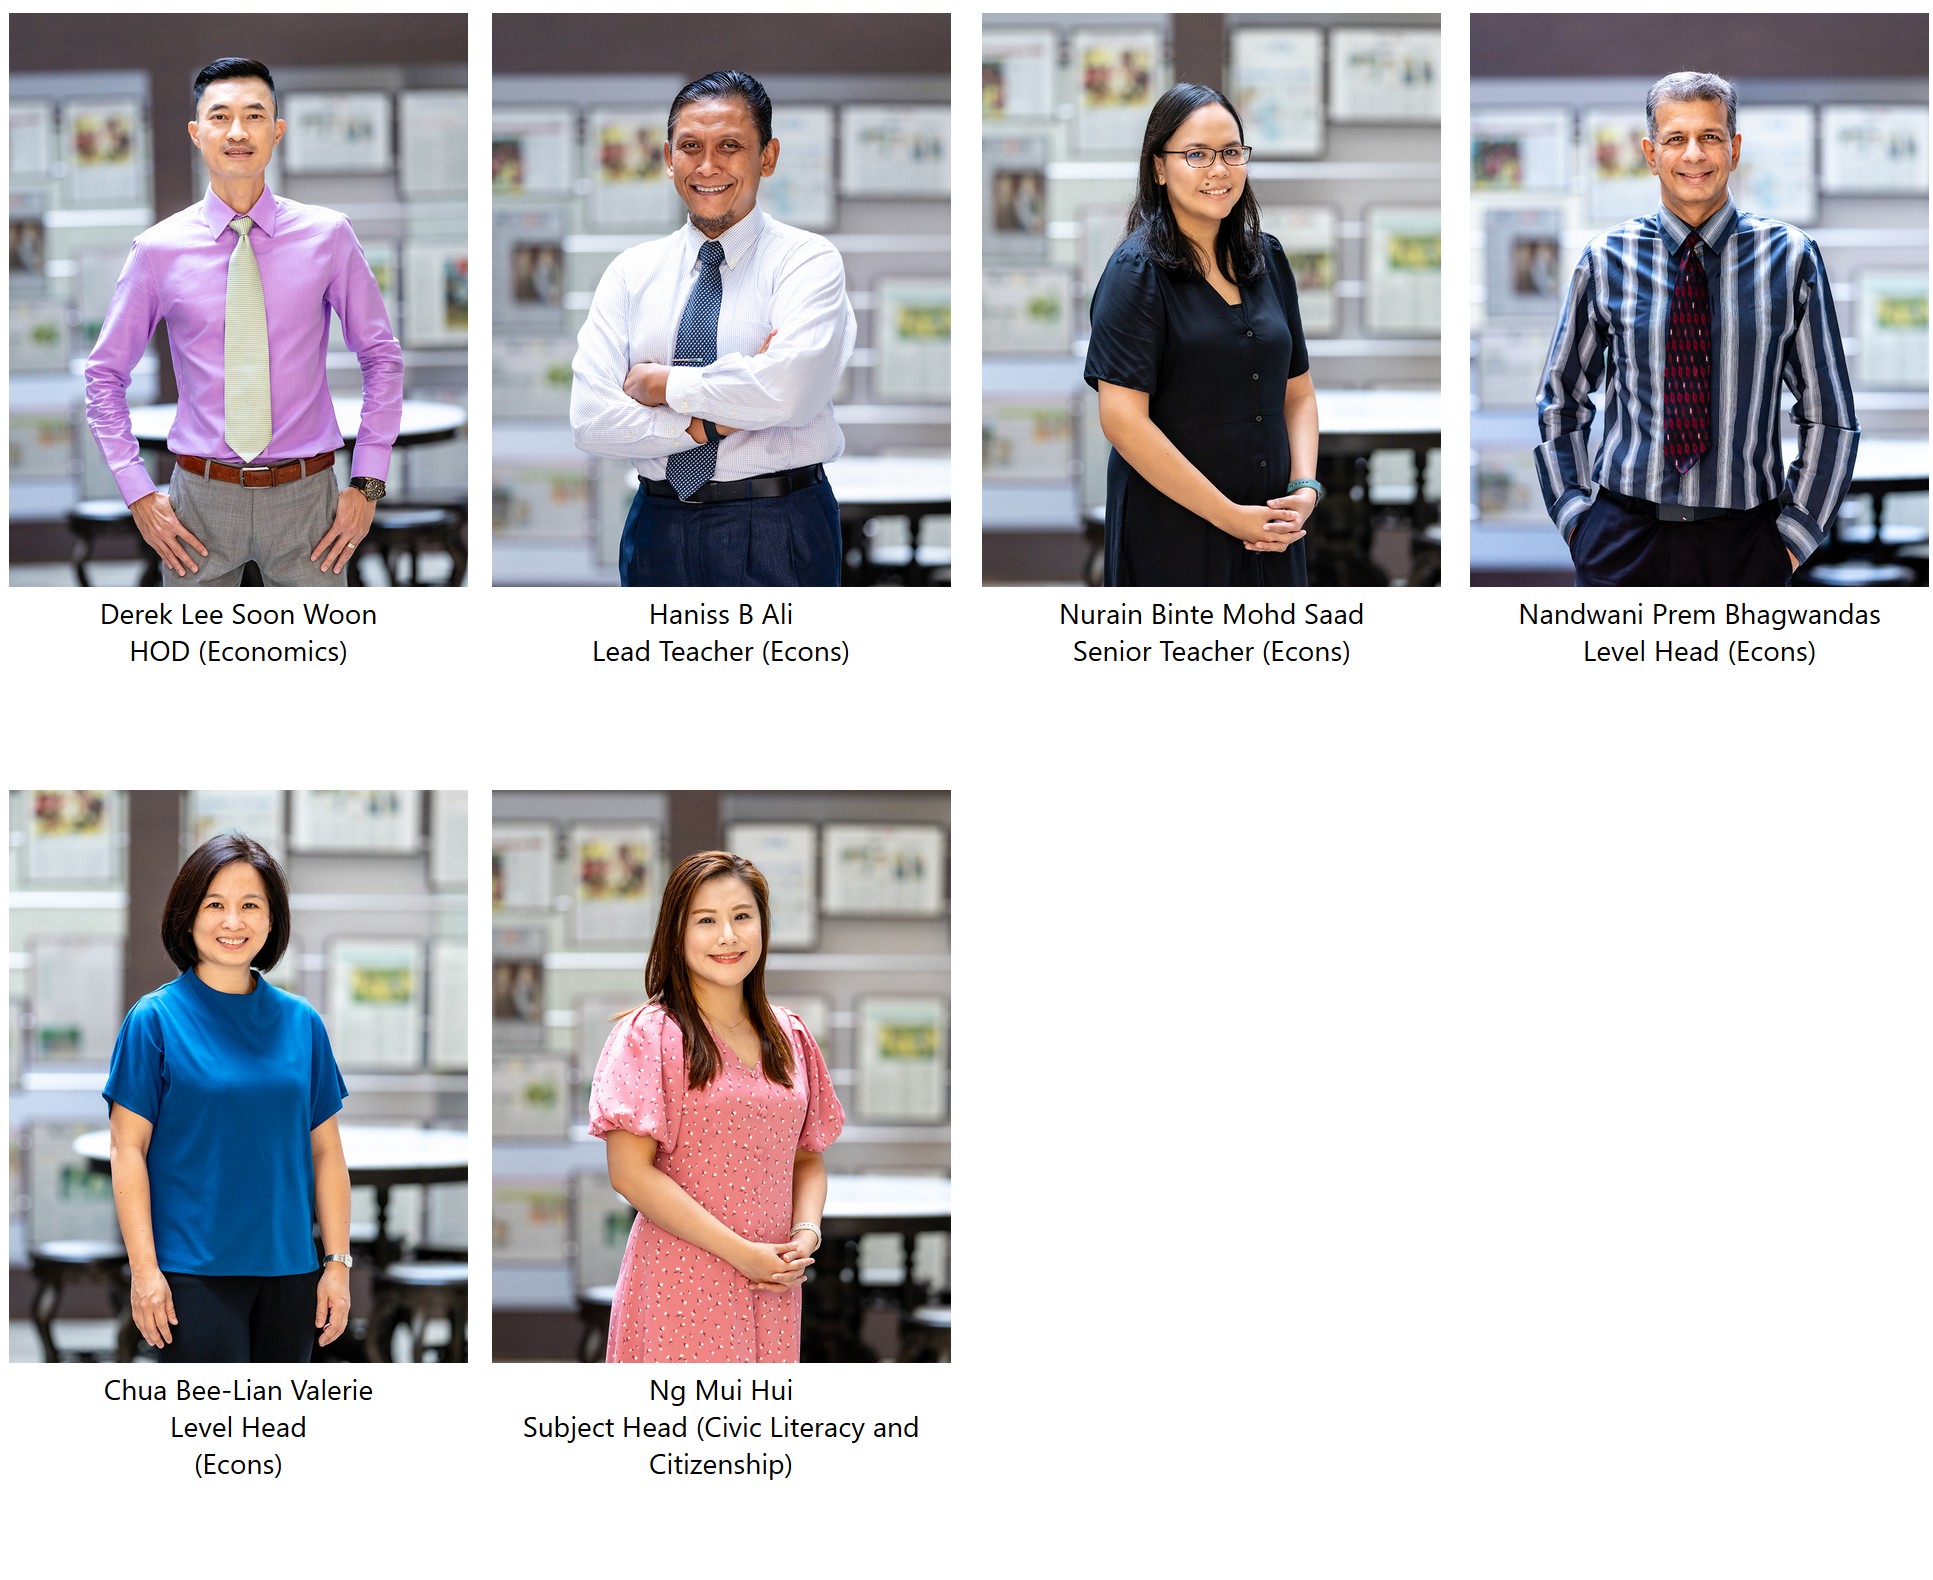 Derek Lee Soon Woon
HOD (Economics)
Haniss B Ali
Lead Teacher (Econs)
Nurain Binte Mohd Saad
Senior Teacher (Econs)
Nandwani Prem Bhagwandas
Level Head (Econs)
Chua Bee-Lian Valerie
Level Head
(Econs)
Ng Mui Hui
Subject Head (Civic Literacy and
Citizenship)